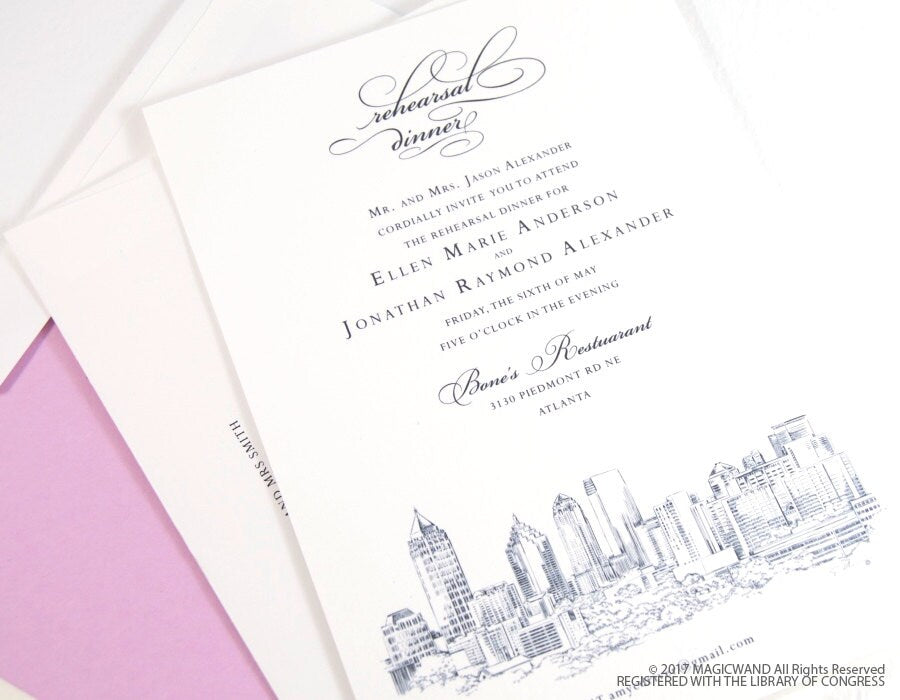 rehearsal
dinner
Mr. and Mrs. Jason Alexander
cordially invite you to attend
the rehearsal dinner for
Ellen Marie Anderson
and
Jonathan Raymond Alexander
Friday, the sixth of May
five o'clock in the evening
Bone's Restuarant
3130 Piedmont Rd NE
Atlanta
AND MRS SMITH
© 2017 MAGICWAND All Rights Reserved
REGISTERED WITH THE LIBRARY OF CONGRESS